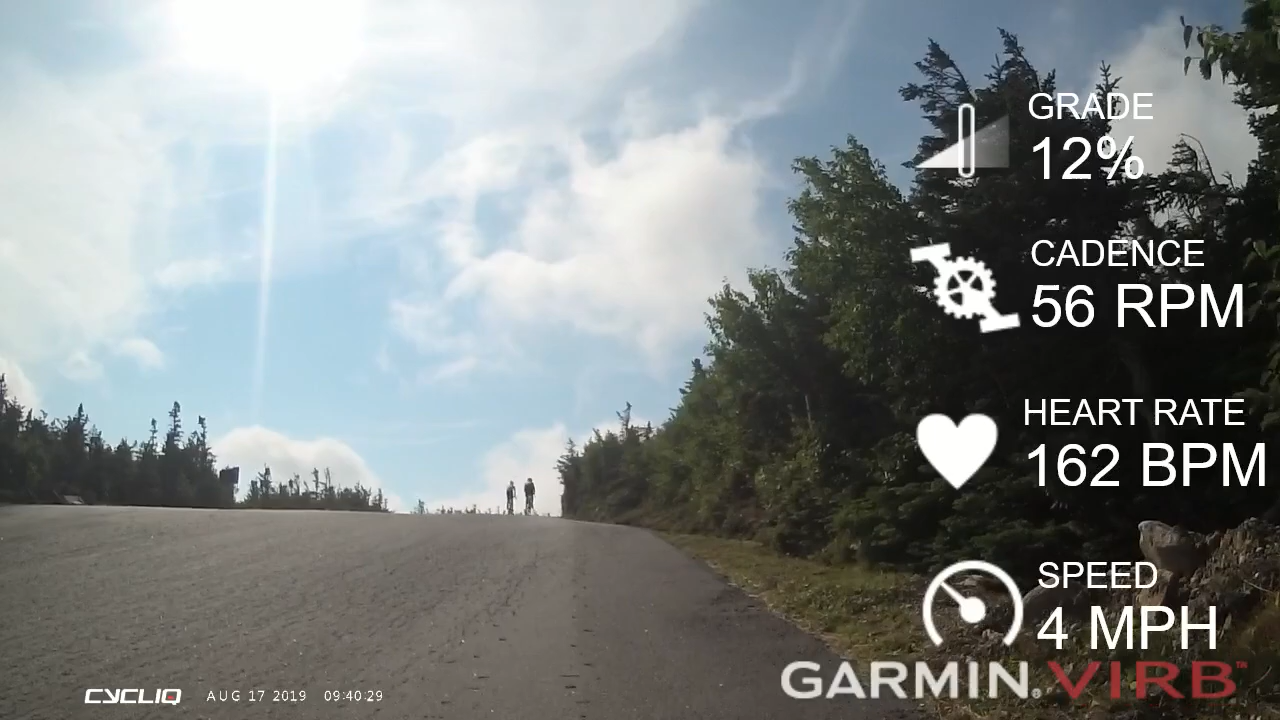 GRADE
12%
CADENCE
56 RPM
HEART RATE
162 BPM
SPEED
4 MPH
GARMIN® VIRB™
CYCLIQ AUG 17 2019 09:40:29